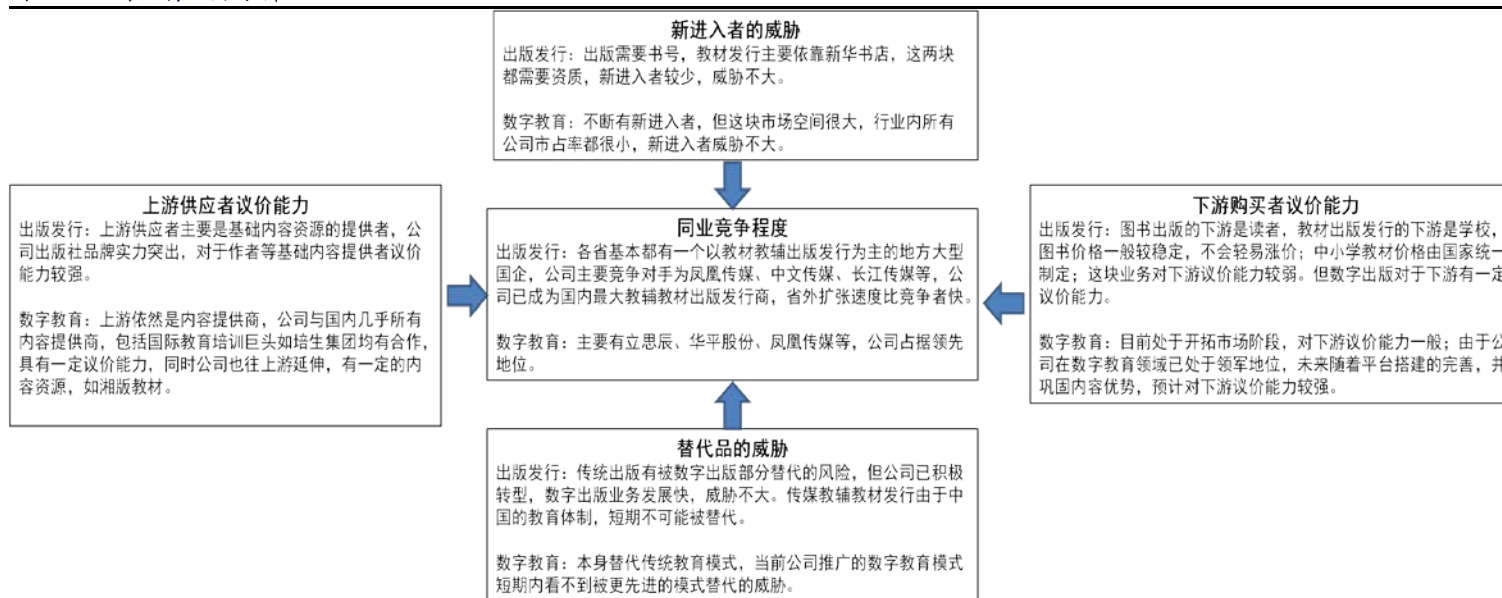 新进入者的威胁
出版发行：出版需要书号，教材发行主要依靠新华书店，这两块
都需要资质，新进入者较少，威胁不大。
数字教育：不断有新进入者，但这块市场空间很大，行业内所有
公司市占率都很小，新进入者威胁不大。
上游供应者议价能力
出版发行：上游供应者主要是基础内容资源的提供者，公
司出版社品牌实力突出，对于作者等基础内容提供者议价
能力较强。
数字教育：上游依然是内容提供商，公司与国内几乎所有
内容提供商，包括国际教育培训巨头如培生集团均有合作，
具有一定议价能力，同时公司也往上游延伸，有一定的内
容资源，如湘版教材。
同业竞争程度
出版发行：各省基本都有一个以教材教辅出版发行为主的地方大型
国企，公司主要竞争对手为凤凰传媒、中文传媒、长江传媒等，公
司已成为国内最大教辅教材出版发行商，省外扩张速度比竞争者快。
数字教育：主要有立思辰、华平股份、凤凰传媒等，公司占据领先
地位。
下游购买者议价能力
出版发行：图书出版的下游是读者，教材出版发行的下游是学校，
图书价格一般较稳定，不会轻易涨价；中小学教材价格由国家统一
制定；这块业务对下游议价能力较弱。但数字出版对于下游有一定
议价能力。
数字教育：目前处于开拓市场阶段，对下游议价能力一般；由于公
司在数字教育领域已处于领军地位，未来随着平台搭建的完善，并
巩固内容优势，预计对下游议价能力较强。
替代品的威胁
出版发行：传统出版有被数字出版部分替代的风险，但公司已积极
转型，数字出版业务发展快，威胁不大。传媒教辅教材发行由于中
国的教育体制，短期不可能被替代。
数字教育：本身替代传统教育模式，当前公司推广的数字教育模式
短期内看不到被更先进的模式替代的威胁。